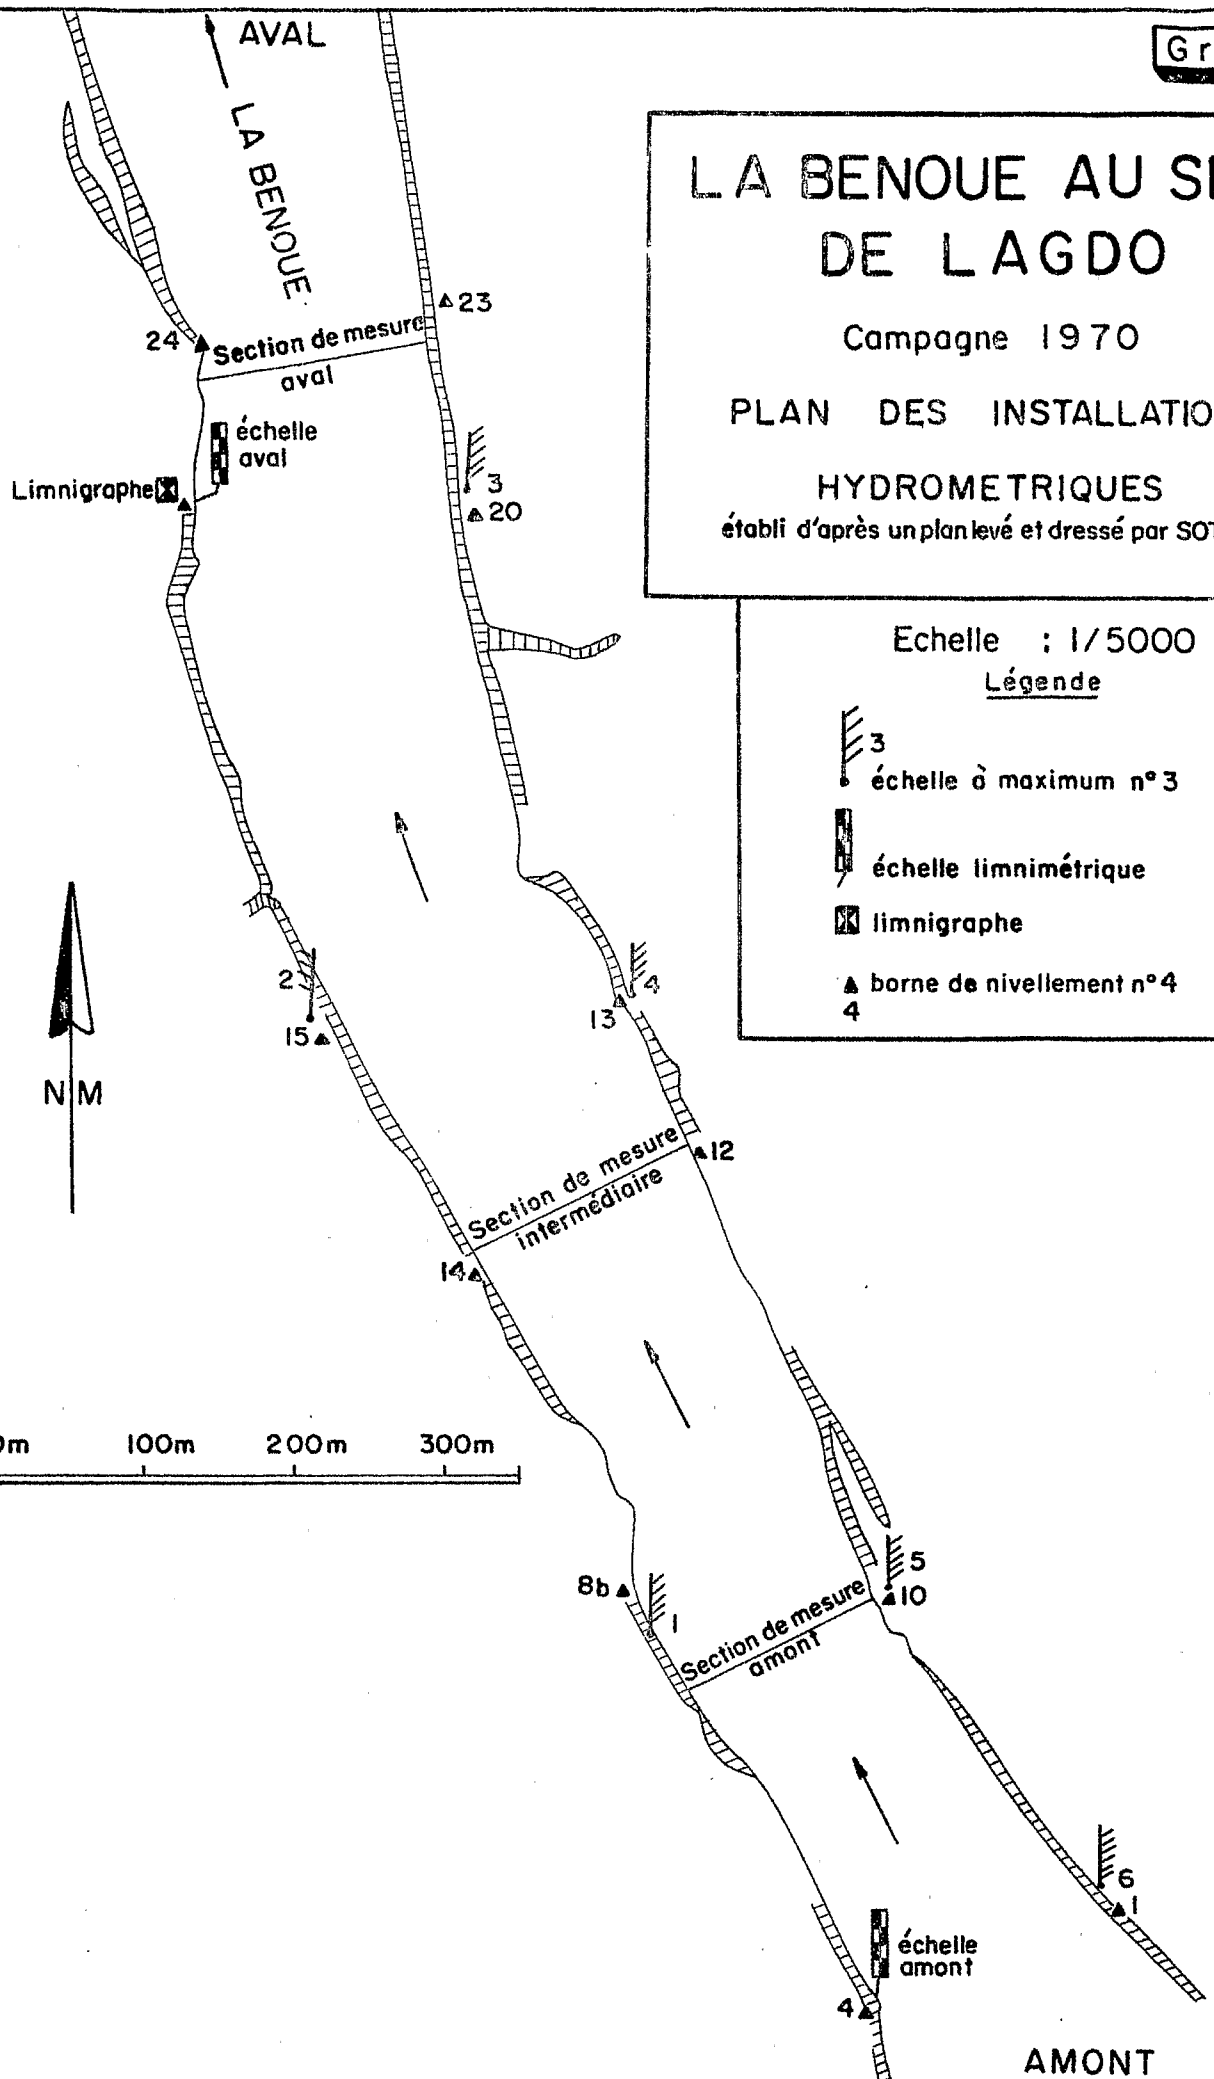 AVAL
Gr
LA BENOUE
LA BENOUE AU SI
DE LAGDO
Campagne 1970
PLAN DES INSTALLATIO
HYDROMETRIQUES
établi d'après un plan levé et dressé par SOT
Echelle : 1/5000
Légende
3
échelle à maximum n° 3
échelle limnimétrique
limnigraphe
borne de nivellement n° 4
4
23
24
Section de mesure
aval
échelle
aval
Limnigraphe
3
20
2
15
4
13
N M
12
Section de mesure
intermédiaire
14
0m 100m 200m 300m
8b
1
5
10
Section de mesure
amont
6
1
échelle
amont
4
AMONT